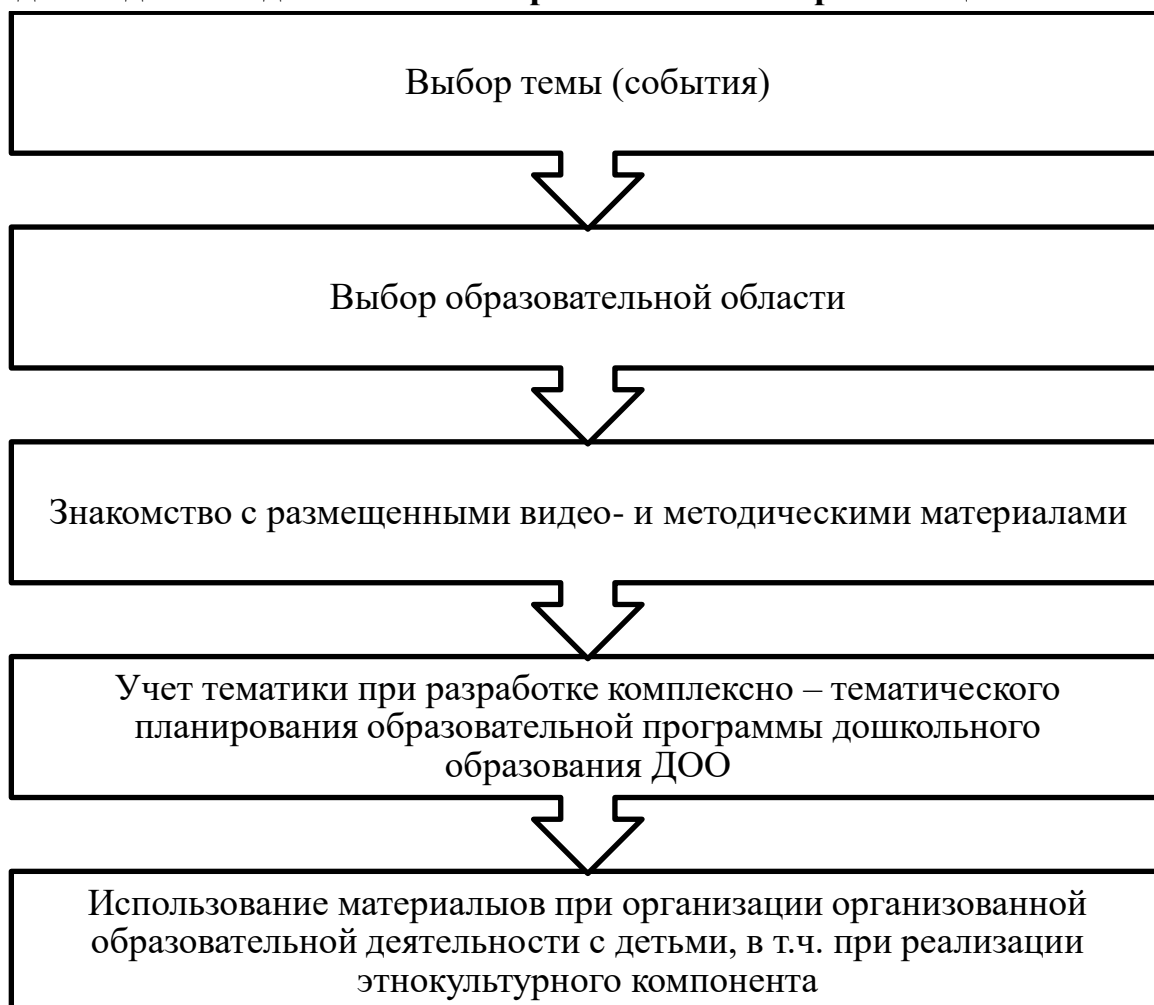 Выбор темы (события)
Выбор образовательной области
Знакомство с размещенными видео- и методическими материалами
Учет тематики при разработке комплексно – тематического
планирования образовательной программы дошкольного
образования ДОО
Использование материалыов при организации организованной
образовательной деятельности с детьми, в т.ч. при реализации
этнокультурного компонента